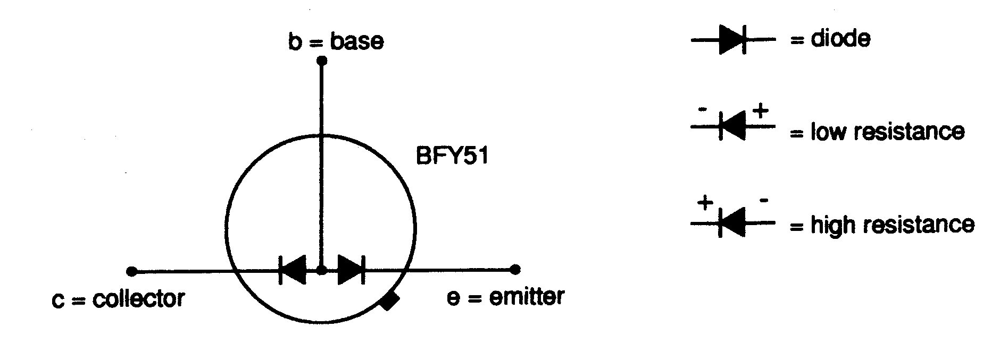 b = base
BFY51
c = collector
e = emitter
= diode
- +
= low resistance
+ -
= high resistance